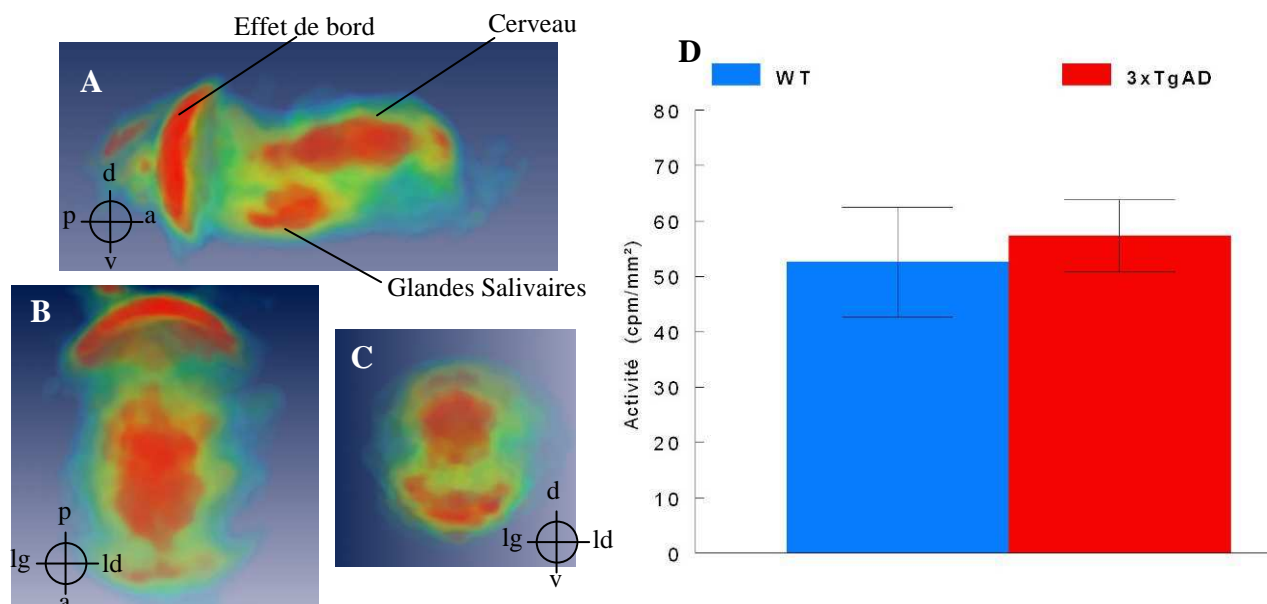 Effet de bord
Cerveau
A
d
p
a
v
Glandes Salivaires
B
p
lg
ld
a
C
d
lg
ld
v
D
WT
3xTgAD
Activité (cpm/mm²)
80
70
60
50
40
30
20
10
0